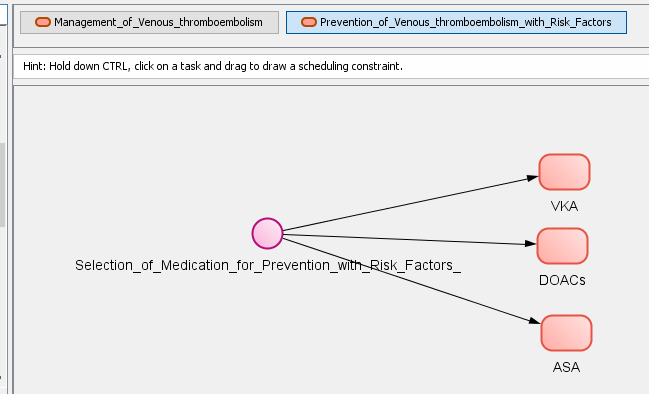 Management_of_Venous_thromboembolism
Prevention_of_Venous_thromboembolism_with_Risk_Factors
Hint: Hold down CTRL, click on a task and drag to draw a scheduling constraint.
VKA
Selection_of_Medication_for_Prevention_with_Risk_Factors_
DOACs
ASA